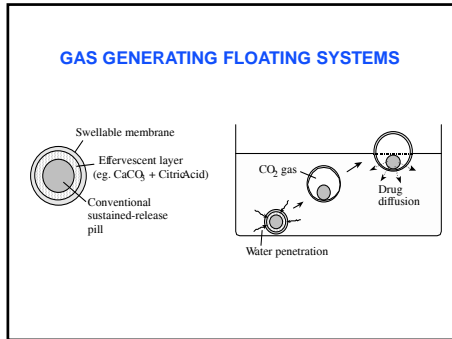 GAS GENERATING FLOATING SYSTEMS
Swellable membrane
Effervescent layer
(eg. CaCO3 + CitricAcid)
Conventional
sustained-release
pill
CO2 gas
Drug
diffusion
Water penetration